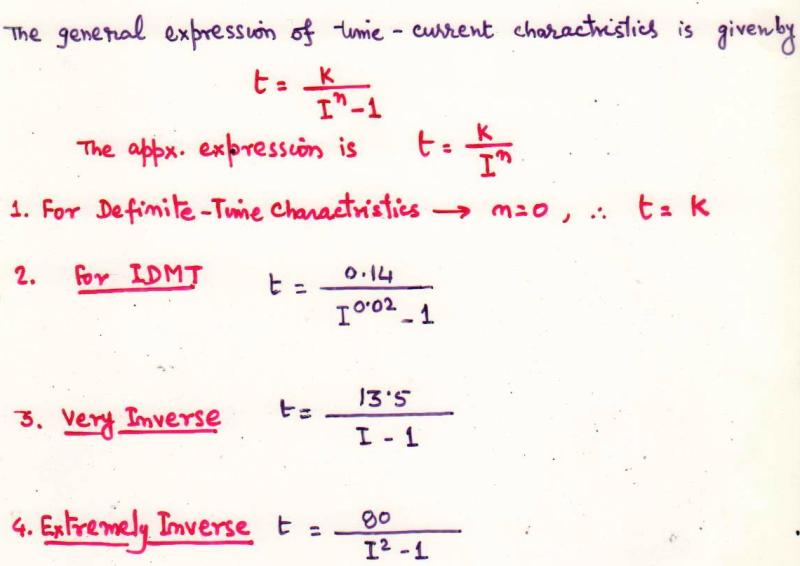 The general expression of time - current charactristics is given by
t = K / I^n - 1
The appx. expression is t = K / I^n
1. For Definite - Time Charactristics → n=0, ∴ t = K
2. For IDMT t = 0.14 / I^0.02 - 1
3. Very Inverse t = 13.5 / I - 1
4. Extremely Inverse t = 80 / I^2 - 1